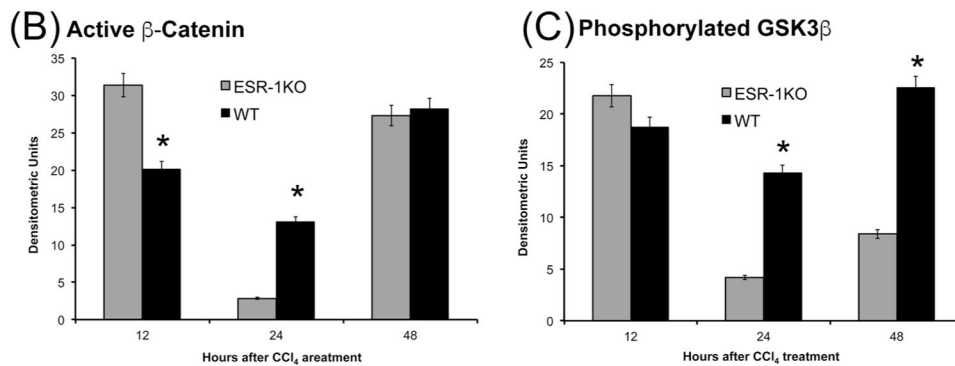 (B) Active β-Catenin
35
30
25
20
15
10
5
0
Densitometric Units
ESR-1KO
WT
*
*
12 24 48
Hours after CCl₄ areatment
(C) Phosphorylated GSK3β
25
20
15
10
5
0
Densitometric Units
ESR-1KO
WT
*
*
12 24 48
Hours after CCl₄ treatment